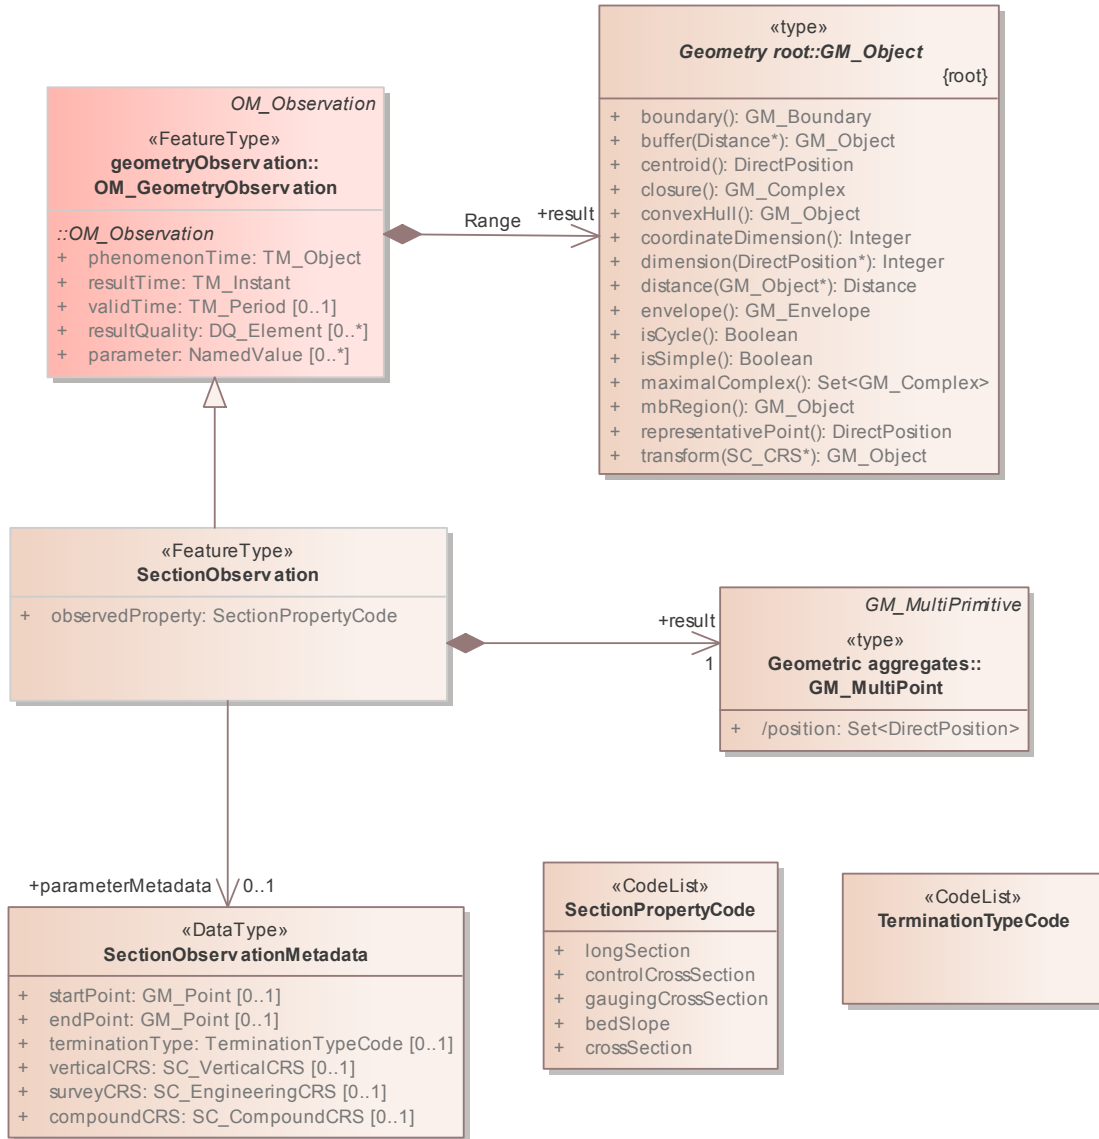 OM_Observation
«FeatureType»
geometryObservation::
OM_GeometryObservation
::OM_Observation
+ phenomenonTime: TM_Object
+ resultTime: TM_Instant
+ validTime: TM_Period [0..1]
+ resultQuality: DQ_Element [0..*]
+ parameter: NamedValue [0..*]
Range
+result
«type»
Geometry root::GM_Object
{root}
+ boundary(): GM_Boundary
+ buffer(Distance*): GM_Object
+ centroid(): DirectPosition
+ closure(): GM_Complex
+ convexHull(): GM_Object
+ coordinateDimension(): Integer
+ dimension(DirectPosition*): Integer
+ distance(GM_Object*): Distance
+ envelope(): GM_Envelope
+ isCycle(): Boolean
+ isSimple(): Boolean
+ maximalComplex(): Set<GM_Complex>
+ mbRegion(): GM_Object
+ representativePoint(): DirectPosition
+ transform(SC_CRS*): GM_Object
«FeatureType»
SectionObservation
+ observedProperty: SectionPropertyCode
+result
1
GM_MultiPrimitive
«type»
Geometric aggregates::
GM_MultiPoint
+ /position: Set<DirectPosition>
+parameterMetadata
0..1
«DataType»
SectionObservationMetadata
+ startPoint: GM_Point [0..1]
+ endPoint: GM_Point [0..1]
+ terminationType: TerminationTypeCode [0..1]
+ verticalCRS: SC_VerticalCRS [0..1]
+ surveyCRS: SC_EngineeringCRS [0..1]
+ compoundCRS: SC_CompoundCRS [0..1]
«CodeList»
SectionPropertyCode
+ longSection
+ controlCrossSection
+ gaugingCrossSection
+ bedSlope
+ crossSection
«CodeList»
TerminationTypeCode